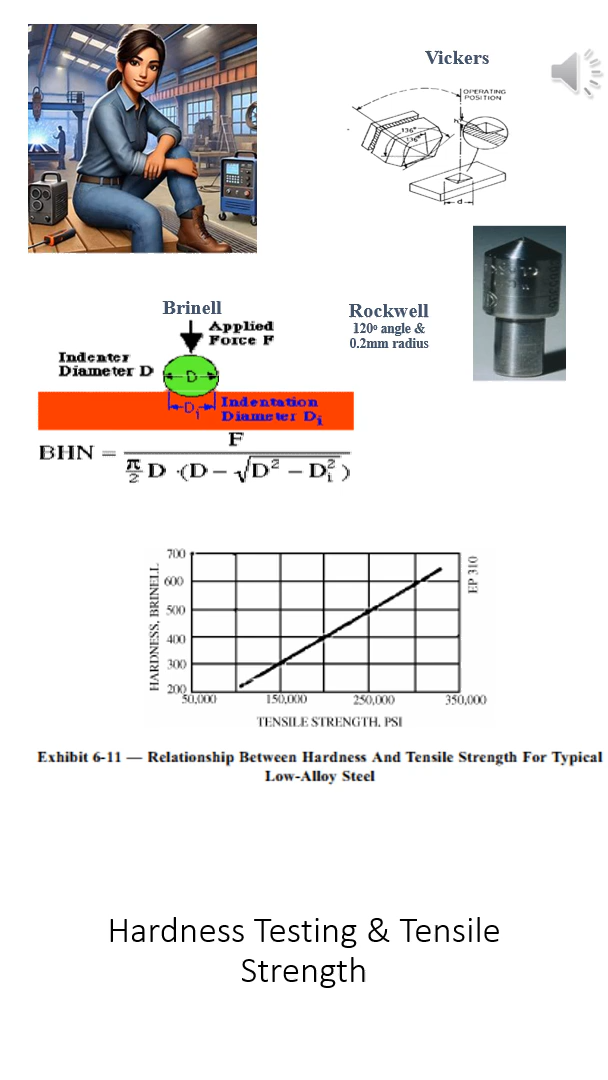 Vickers
OPERATING
POSITION
136°
136°
d
Brinell
Applied
Force F
Indenter
Diameter D
D
Di
Indentation
Diameter Di
BHN = F / (π/2 D ·(D − √(D² − Di²)))
Rockwell
120° angle &
0.2mm radius
HARDNESS, BRINELL
700
600
500
400
300
200
50,000 150,000 250,000 350,000
TENSILE STRENGTH, PSI
EP 310
Exhibit 6-11 — Relationship Between Hardness And Tensile Strength For Typical
Low-Alloy Steel
Hardness Testing & Tensile
Strength